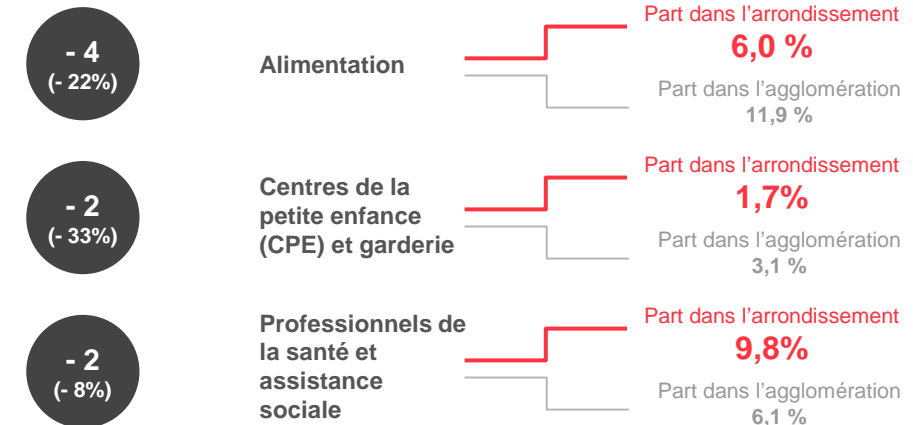 - 4
(- 22%)
Alimentation
Part dans l'arrondissement
6,0 %
Part dans l'agglomération
11,9 %
- 2
(- 33%)
Centres de la
petite enfance
(CPE) et garderie
Part dans l'arrondissement
1,7%
Part dans l'agglomération
3,1 %
- 2
(- 8%)
Professionnels de
la santé et
assistance
sociale
Part dans l'arrondissement
9,8%
Part dans l'agglomération
6,1 %